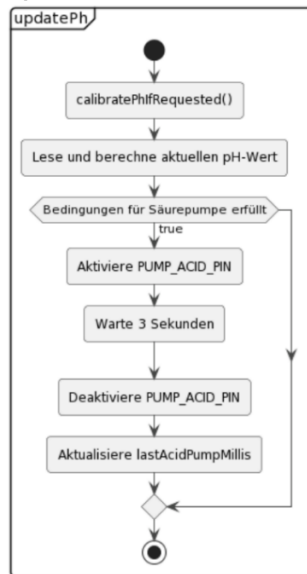 updatePh
calibratePhIfRequested()
Lese und berechne aktuellen pH-Wert
Bedingungen für Säurepumpe erfüllt
true
Aktiviere PUMP_ACID_PIN
Warte 3 Sekunden
Deaktiviere PUMP_ACID_PIN
Aktualisiere lastAcidPumpMillis